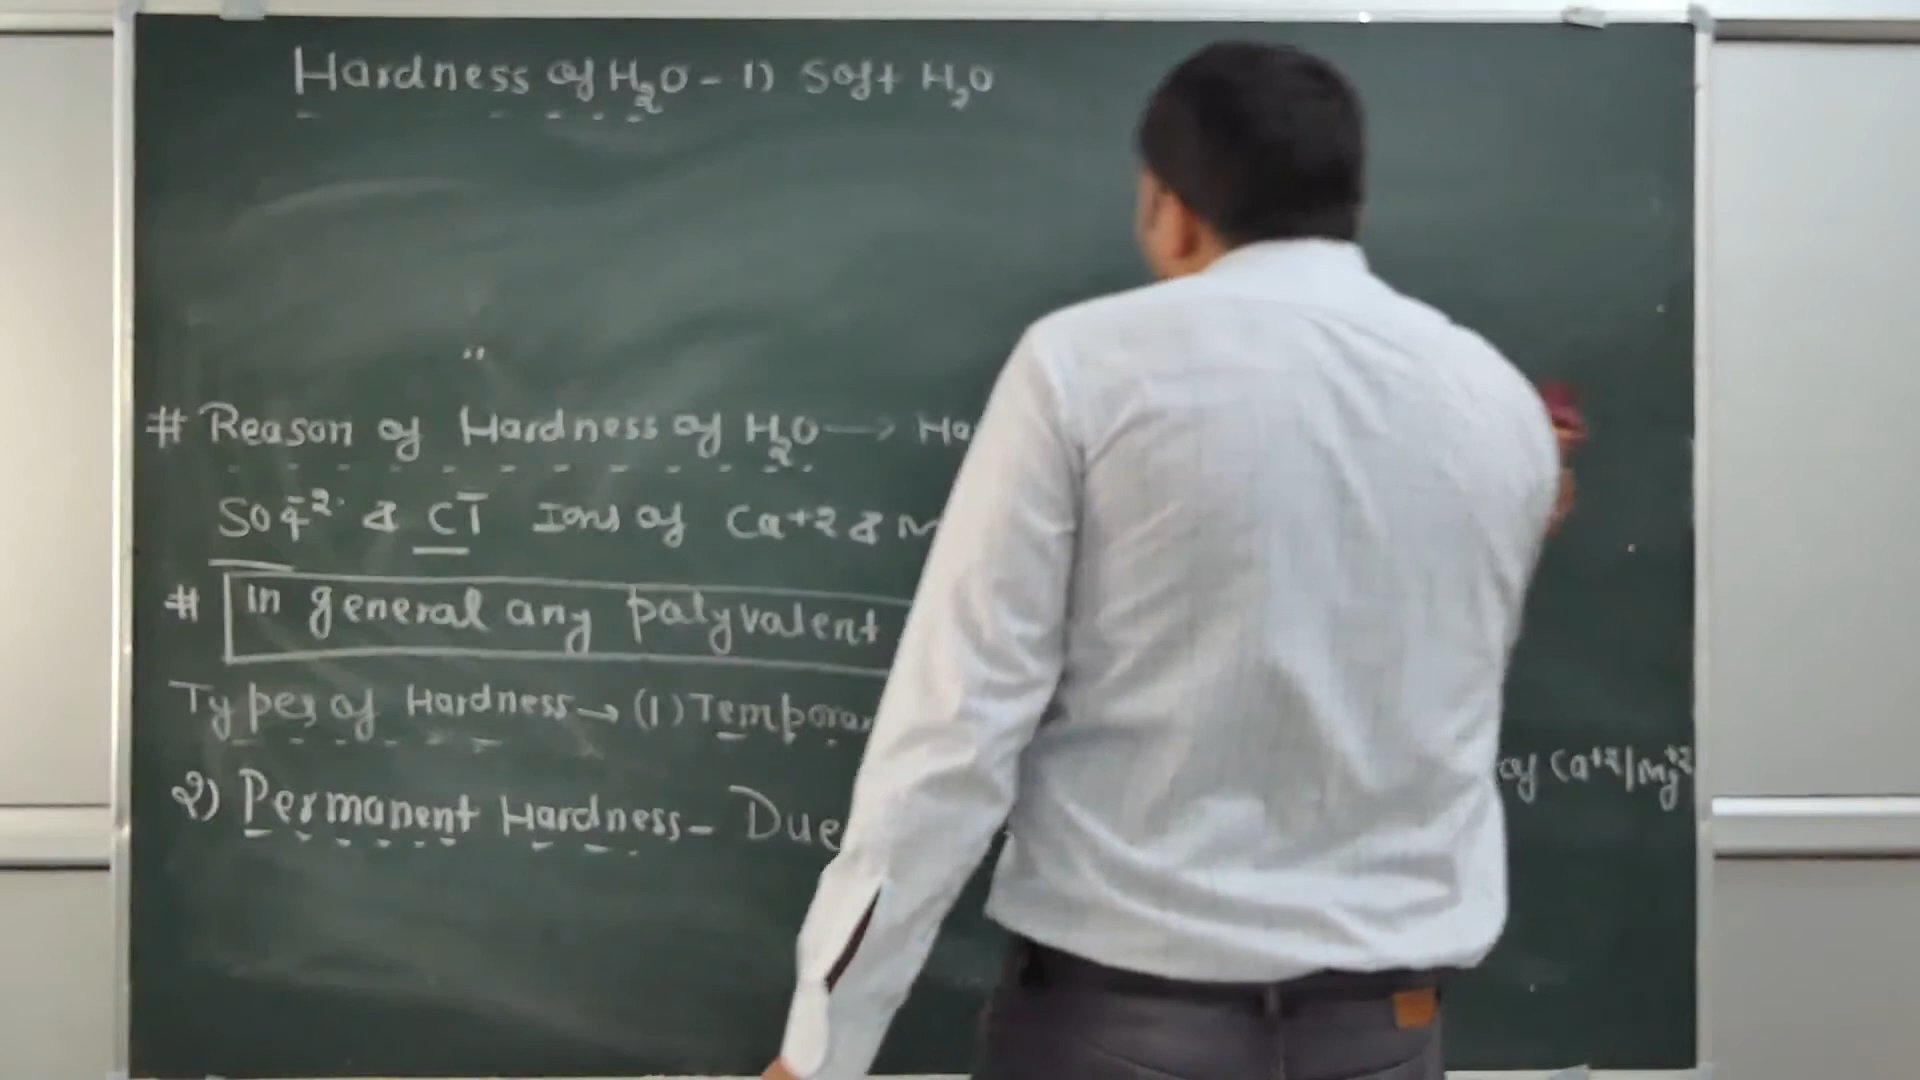 Hardness of H₂O - 1) Soft H₂O
# Reason of Hardness of H₂O → Ha
SO4⁻² & Cl⁻ Ions of Ca+2 & M
# In general any polyvalent
Types of Hardness → (1) Temporar
of Ca⁺²/Mg⁺²
2) Permanent Hardness - Due